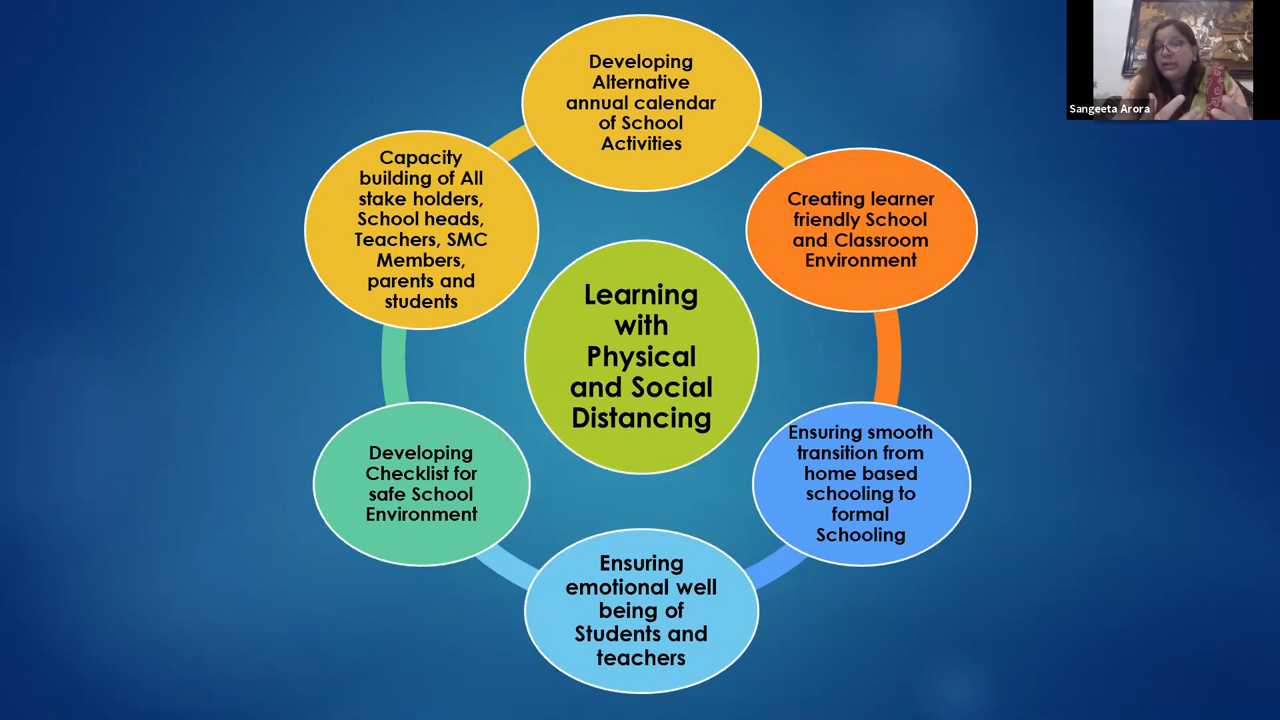 Developing
Alternative
annual calendar
of School
Activities
Creating learner
friendly School
and Classroom
Environment
Ensuring smooth
transition from
home based
schooling to
formal
Schooling
Ensuring
emotional well
being of
Students and
teachers
Developing
Checklist for
safe School
Environment
Capacity
building of All
stake holders,
School heads,
Teachers, SMC
Members,
parents and
students
Learning
with
Physical
and Social
Distancing
Sangeeta Arora